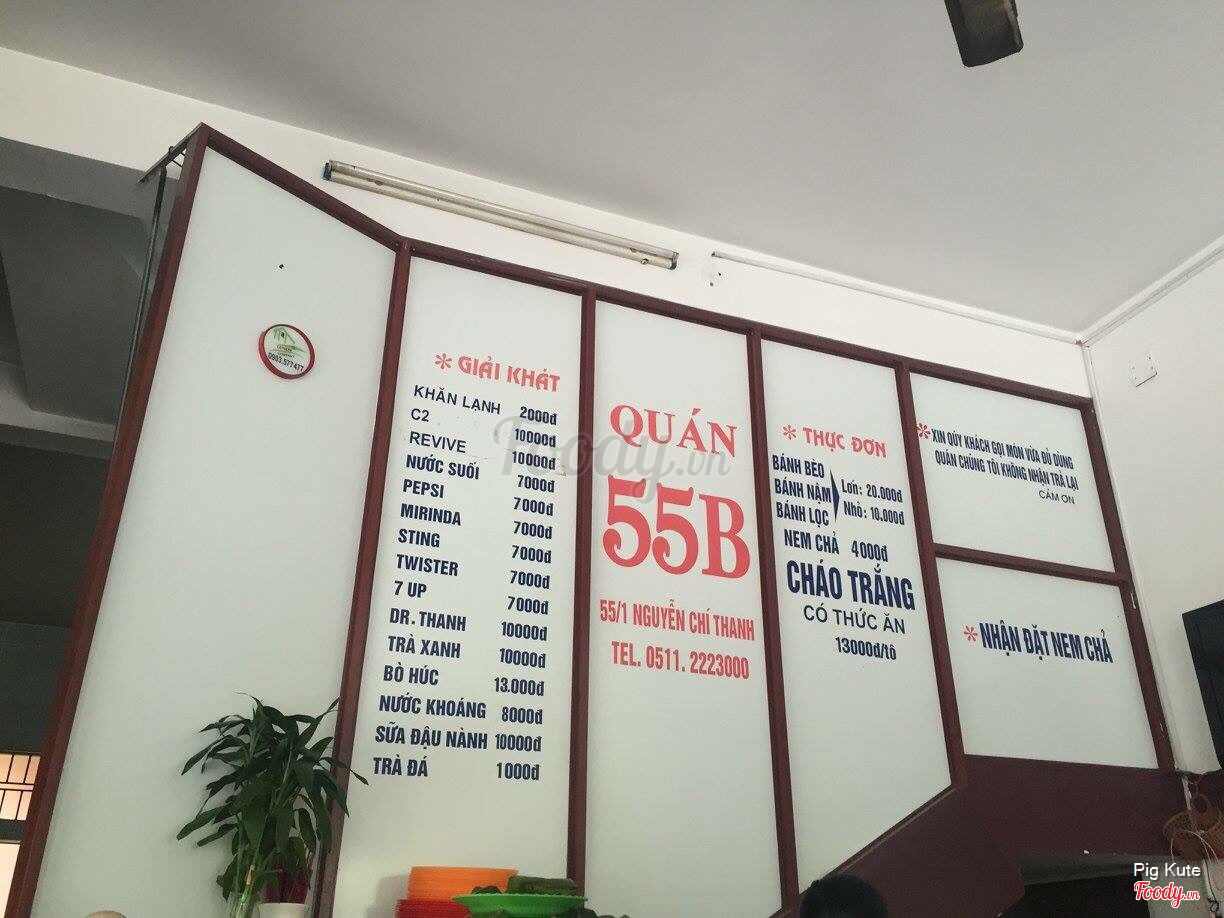 * GIẢI KHÁT
KHĂN LẠNH 2000đ
C2 10000đ
REVIVE 10000đ
NƯỚC SUỐI 7000đ
PEPSI 7000đ
MIRINDA 7000đ
STING 7000đ
TWISTER 7000đ
7 UP 7000đ
DR. THANH 10000đ
TRÀ XANH 10000đ
BÒ HÚC 13.000đ
NƯỚC KHOÁNG 8000đ
SỮA ĐẬU NÀNH 10000đ
TRÀ ĐÁ 1000đ
QUÁN
55B
55/1 NGUYỄN CHÍ THANH
TEL. 0511. 2223000
* THỰC ĐƠN
BÁNH BÈO
BÁNH NẬM
BÁNH LỌC
Lớn: 20.000đ
Nhỏ: 10.000đ
NEM CHẢ 4000đ
CHÁO TRẮNG
CÓ THỨC ĂN
13000đ/tô
* XIN QÚY KHÁCH GỌI MÓN VỪA ĐỦ DÙNG
QUÁN CHÚNG TÔI KHÔNG NHẬN TRẢ LẠI
CÁM ƠN
* NHẬN ĐẶT NEM CHẢ
0903.577477
Foody.vn
Pig Kute
Foody.vn